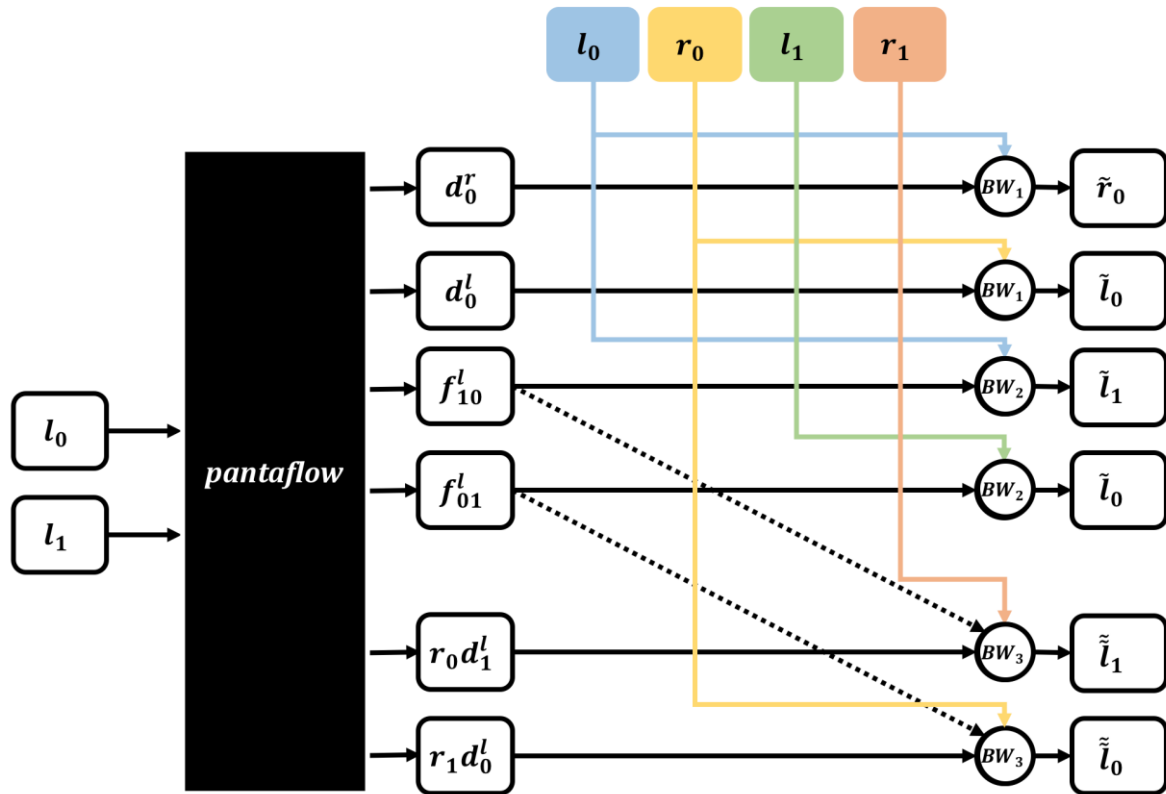 l₀ r₀ l₁ r₁
d₀ʳ BW₁ r̃₀
d₀ˡ BW₁ l̃₀
f₁₀ˡ BW₂ l̃₁
l₀
pantaflow
f₀₁ˡ BW₂ l̃₀
l₁
r₀d₁ˡ BW₃ l̃̃₁
r₁d₀ˡ BW₃ l̃̃₀